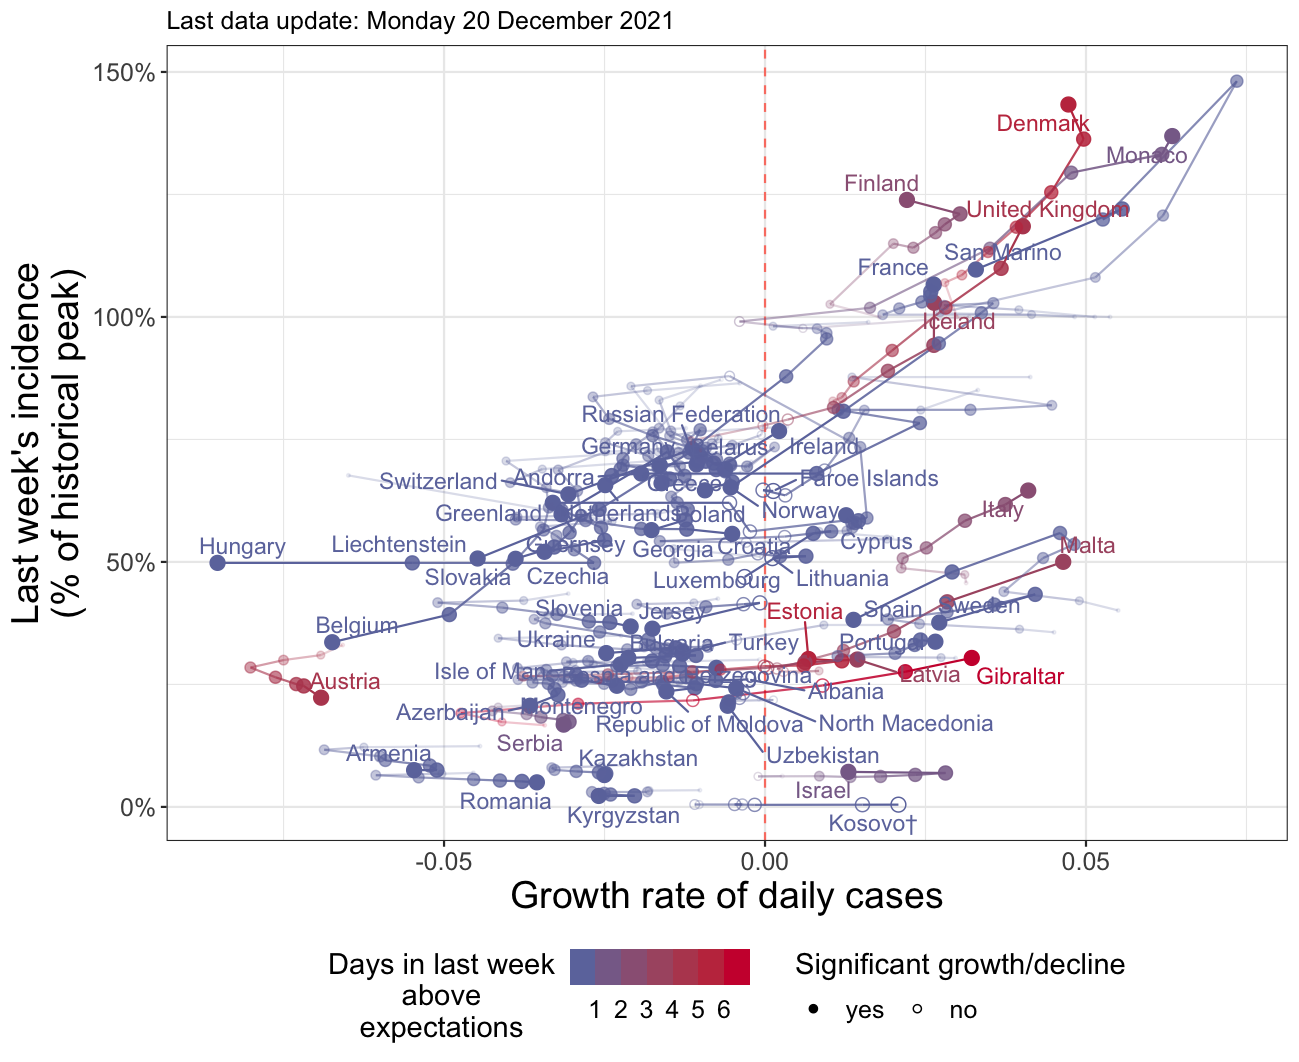 Last data update: Monday 20 December 2021
Last week's incidence
(% of historical peak)
150%
100%
50%
0%
Denmark
Monaco
Finland
United Kingdom
San Marino
France
Iceland
Russian Federation
Germany
Belarus
Ireland
Switzerland
Andorra
Greece
Faroe Islands
Greenland
Netherlands
Poland
Norway
Italy
Hungary
Liechtenstein
Guernsey
Georgia
Croatia
Cyprus
Malta
Slovakia
Czechia
Luxembourg
Lithuania
Slovenia
Jersey
Estonia
Spain
Sweden
Belgium
Ukraine
Bulgaria
Turkey
Portugal
Isle of Man
Bosnia and Herzegovina
Latvia
Gibraltar
Austria
Albania
Azerbaijan
Montenegro
Republic of Moldova
North Macedonia
Serbia
Armenia
Kazakhstan
Uzbekistan
Romania
Israel
Kyrgyzstan
Kosovo†
-0.05
0.00
0.05
Growth rate of daily cases
Days in last week
above
expectations
1 2 3 4 5 6
Significant growth/decline
yes
no